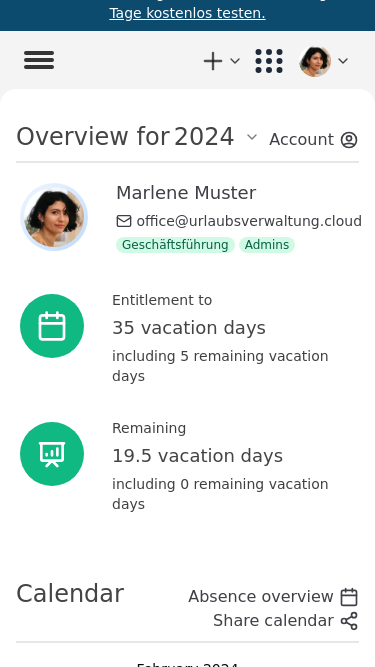 Tage kostenlos testen.
Overview for 2024
Account
Marlene Muster
office@urlaubsverwaltung.cloud
Geschäftsführung Admins
Entitlement to
35 vacation days
including 5 remaining vacation
days
Remaining
19.5 vacation days
including 0 remaining vacation
days
Calendar
Absence overview
Share calendar
February 2024